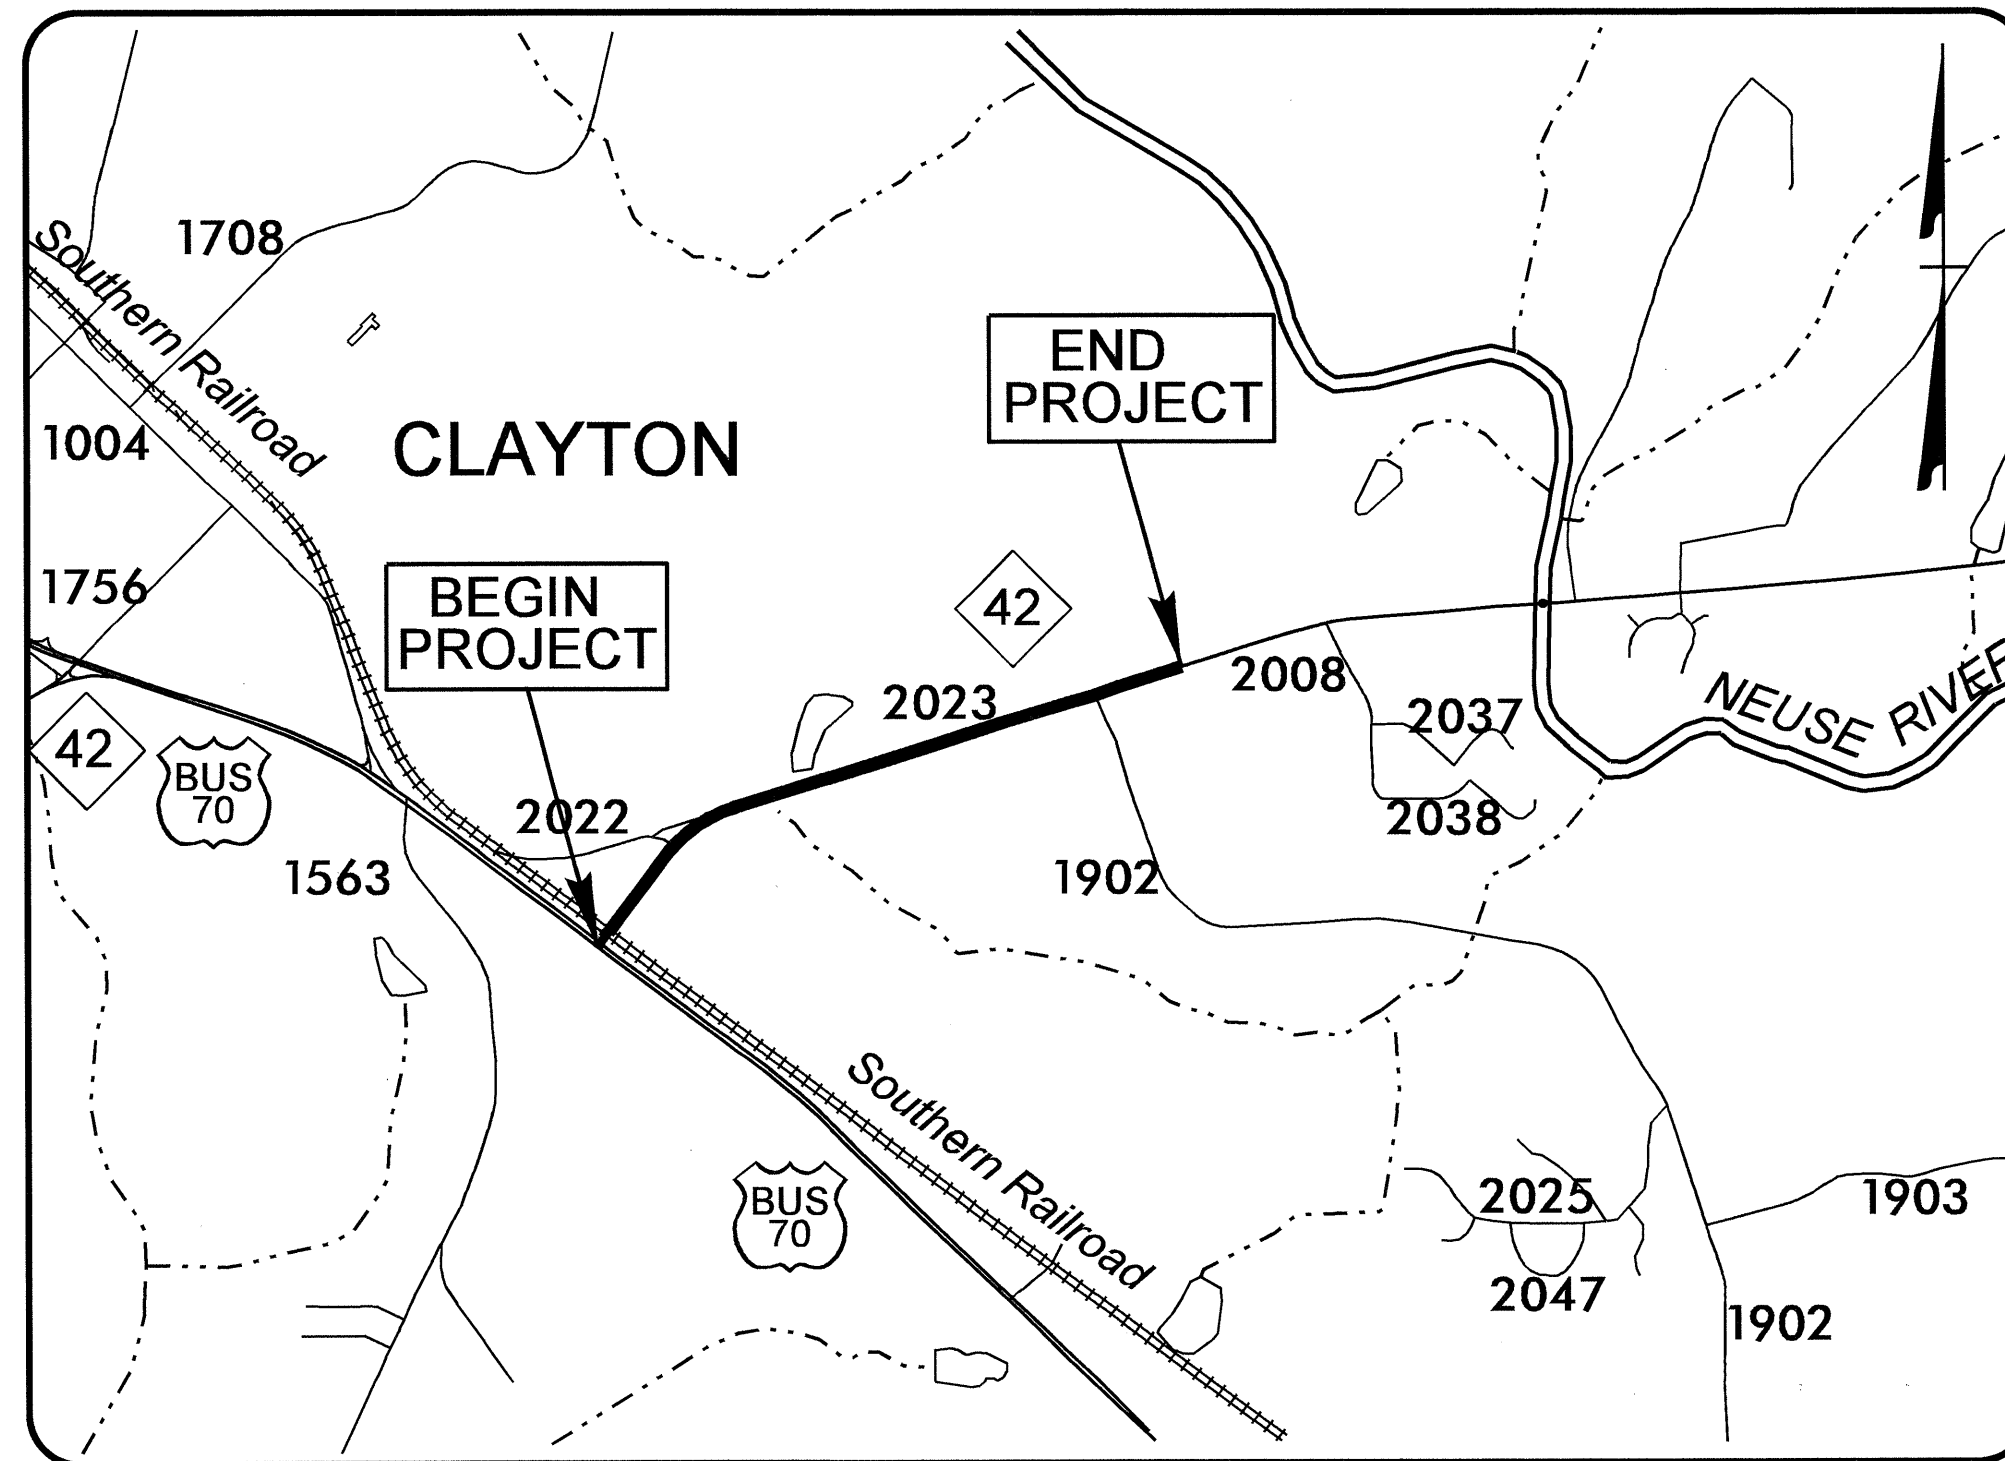 1708
Southern Railroad
END
PROJECT
1004
CLAYTON
1756
BEGIN
PROJECT
42
2008
2023
2037
NEUSE RIVER
42
BUS
70
2022
2038
1563
1902
Southern Railroad
BUS
70
2025
1903
2047
1902